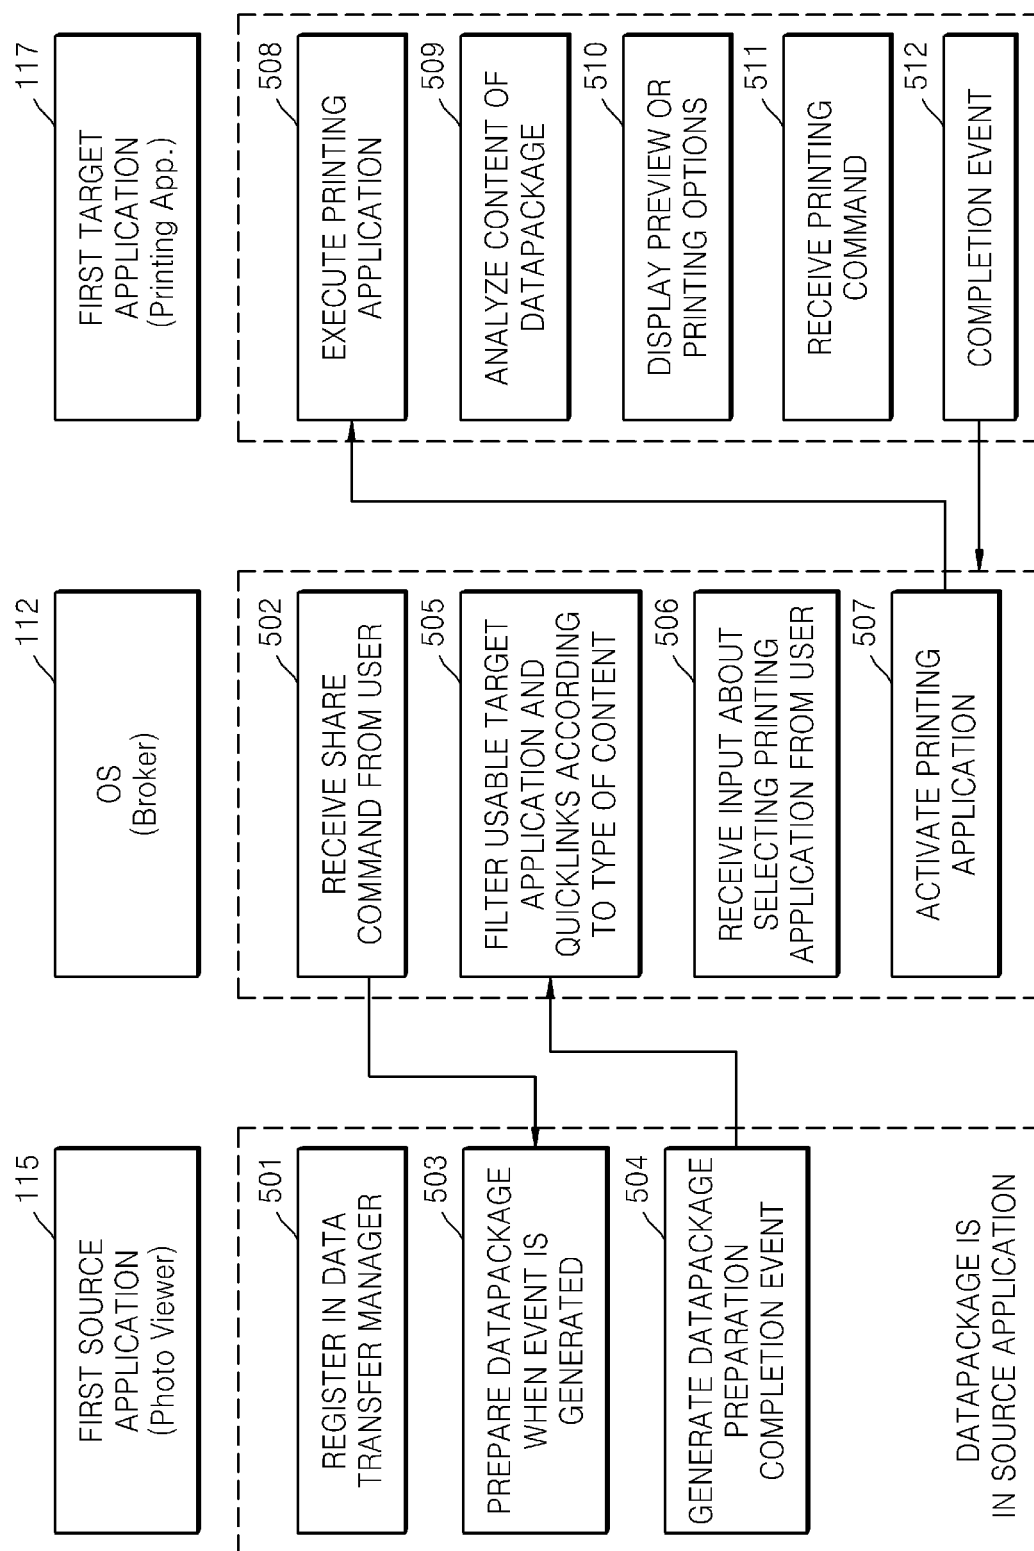 115
FIRST SOURCE
APPLICATION
(Photo Viewer)
501
REGISTER IN DATA
TRANSFER MANAGER
503
PREPARE DATAPACKAGE
WHEN EVENT IS
GENERATED
504
GENERATE DATAPACKAGE
PREPARATION
COMPLETION EVENT
DATAPACKAGE IS
IN SOURCE APPLICATION
112
OS
(Broker)
502
RECEIVE SHARE
COMMAND FROM USER
505
FILTER USABLE TARGET
APPLICATION AND
QUICKLINKS ACCORDING
TO TYPE OF CONTENT
506
RECEIVE INPUT ABOUT
SELECTING PRINTING
APPLICATION FROM USER
507
ACTIVATE PRINTING
APPLICATION
117
FIRST TARGET
APPLICATION
(Printing App.)
508
EXECUTE PRINTING
APPLICATION
509
ANALYZE CONTENT OF
DATAPACKAGE
510
DISPLAY PREVIEW OR
PRINTING OPTIONS
511
RECEIVE PRINTING
COMMAND
512
COMPLETION EVENT